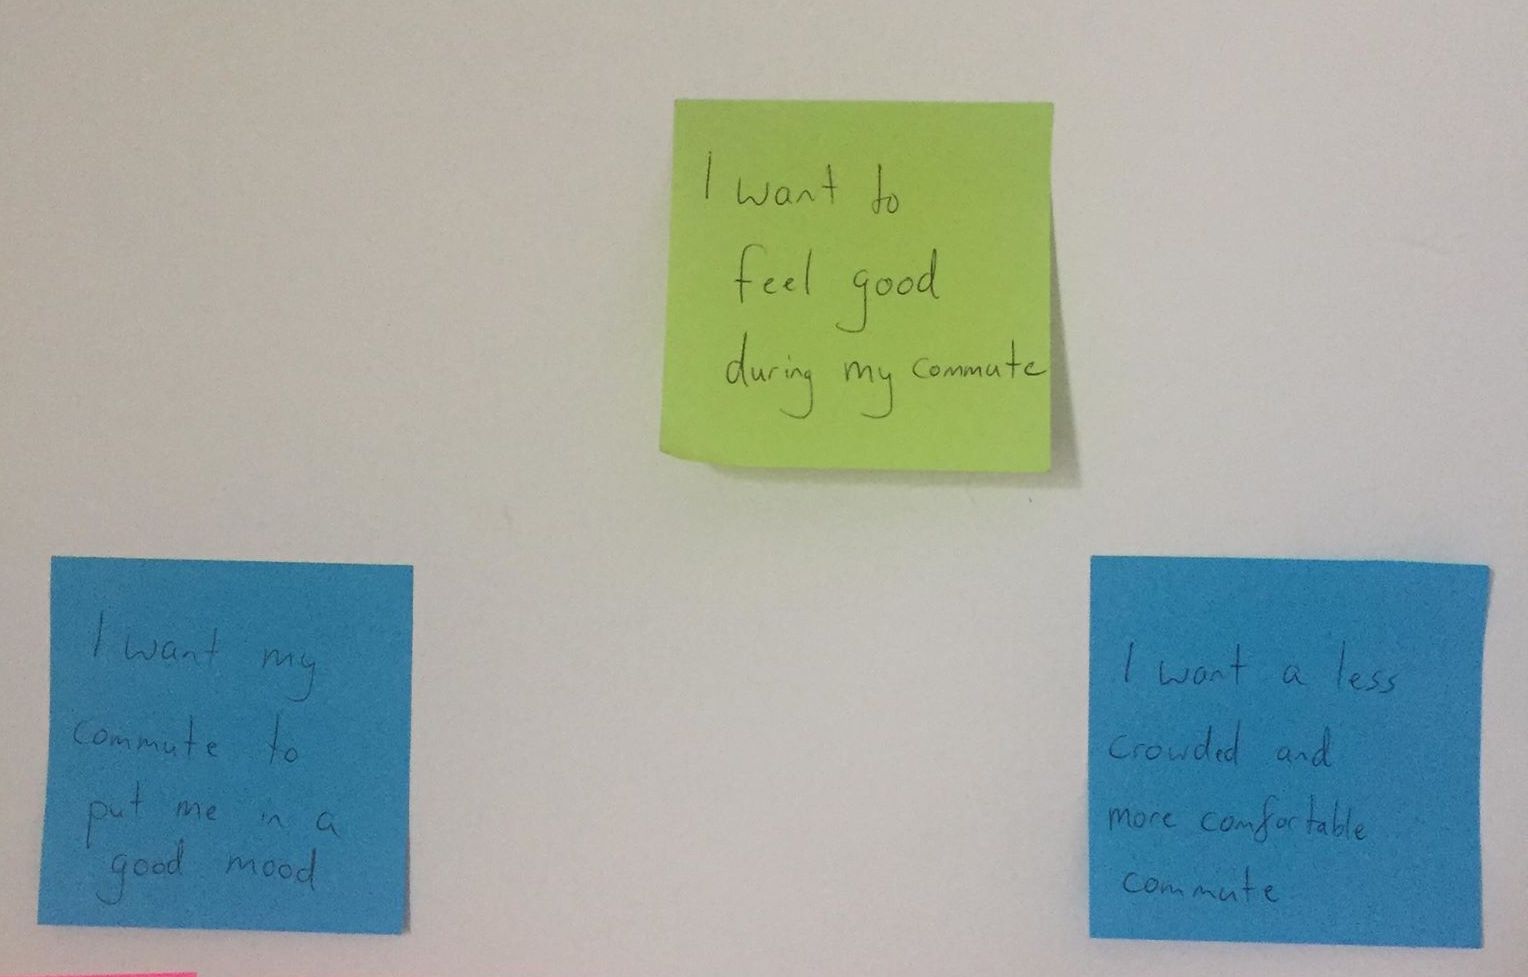 I want to
feel good
during my commute
I want my
commute to
put me in a
good mood
I want a less
crowded and
more comfortable
commute